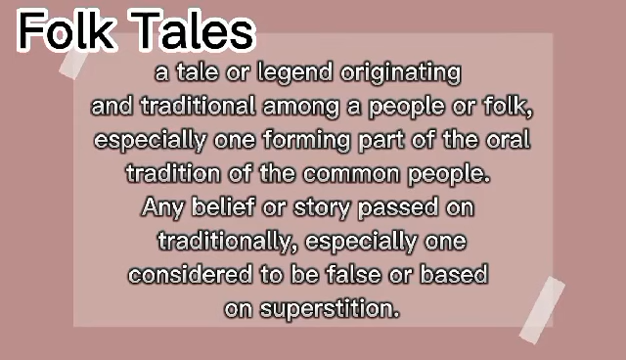 Folk Tales
a tale or legend originating
and traditional among a people or folk,
especially one forming part of the oral
tradition of the common people.
Any belief or story passed on
traditionally, especially one
considered to be false or based
on superstition.